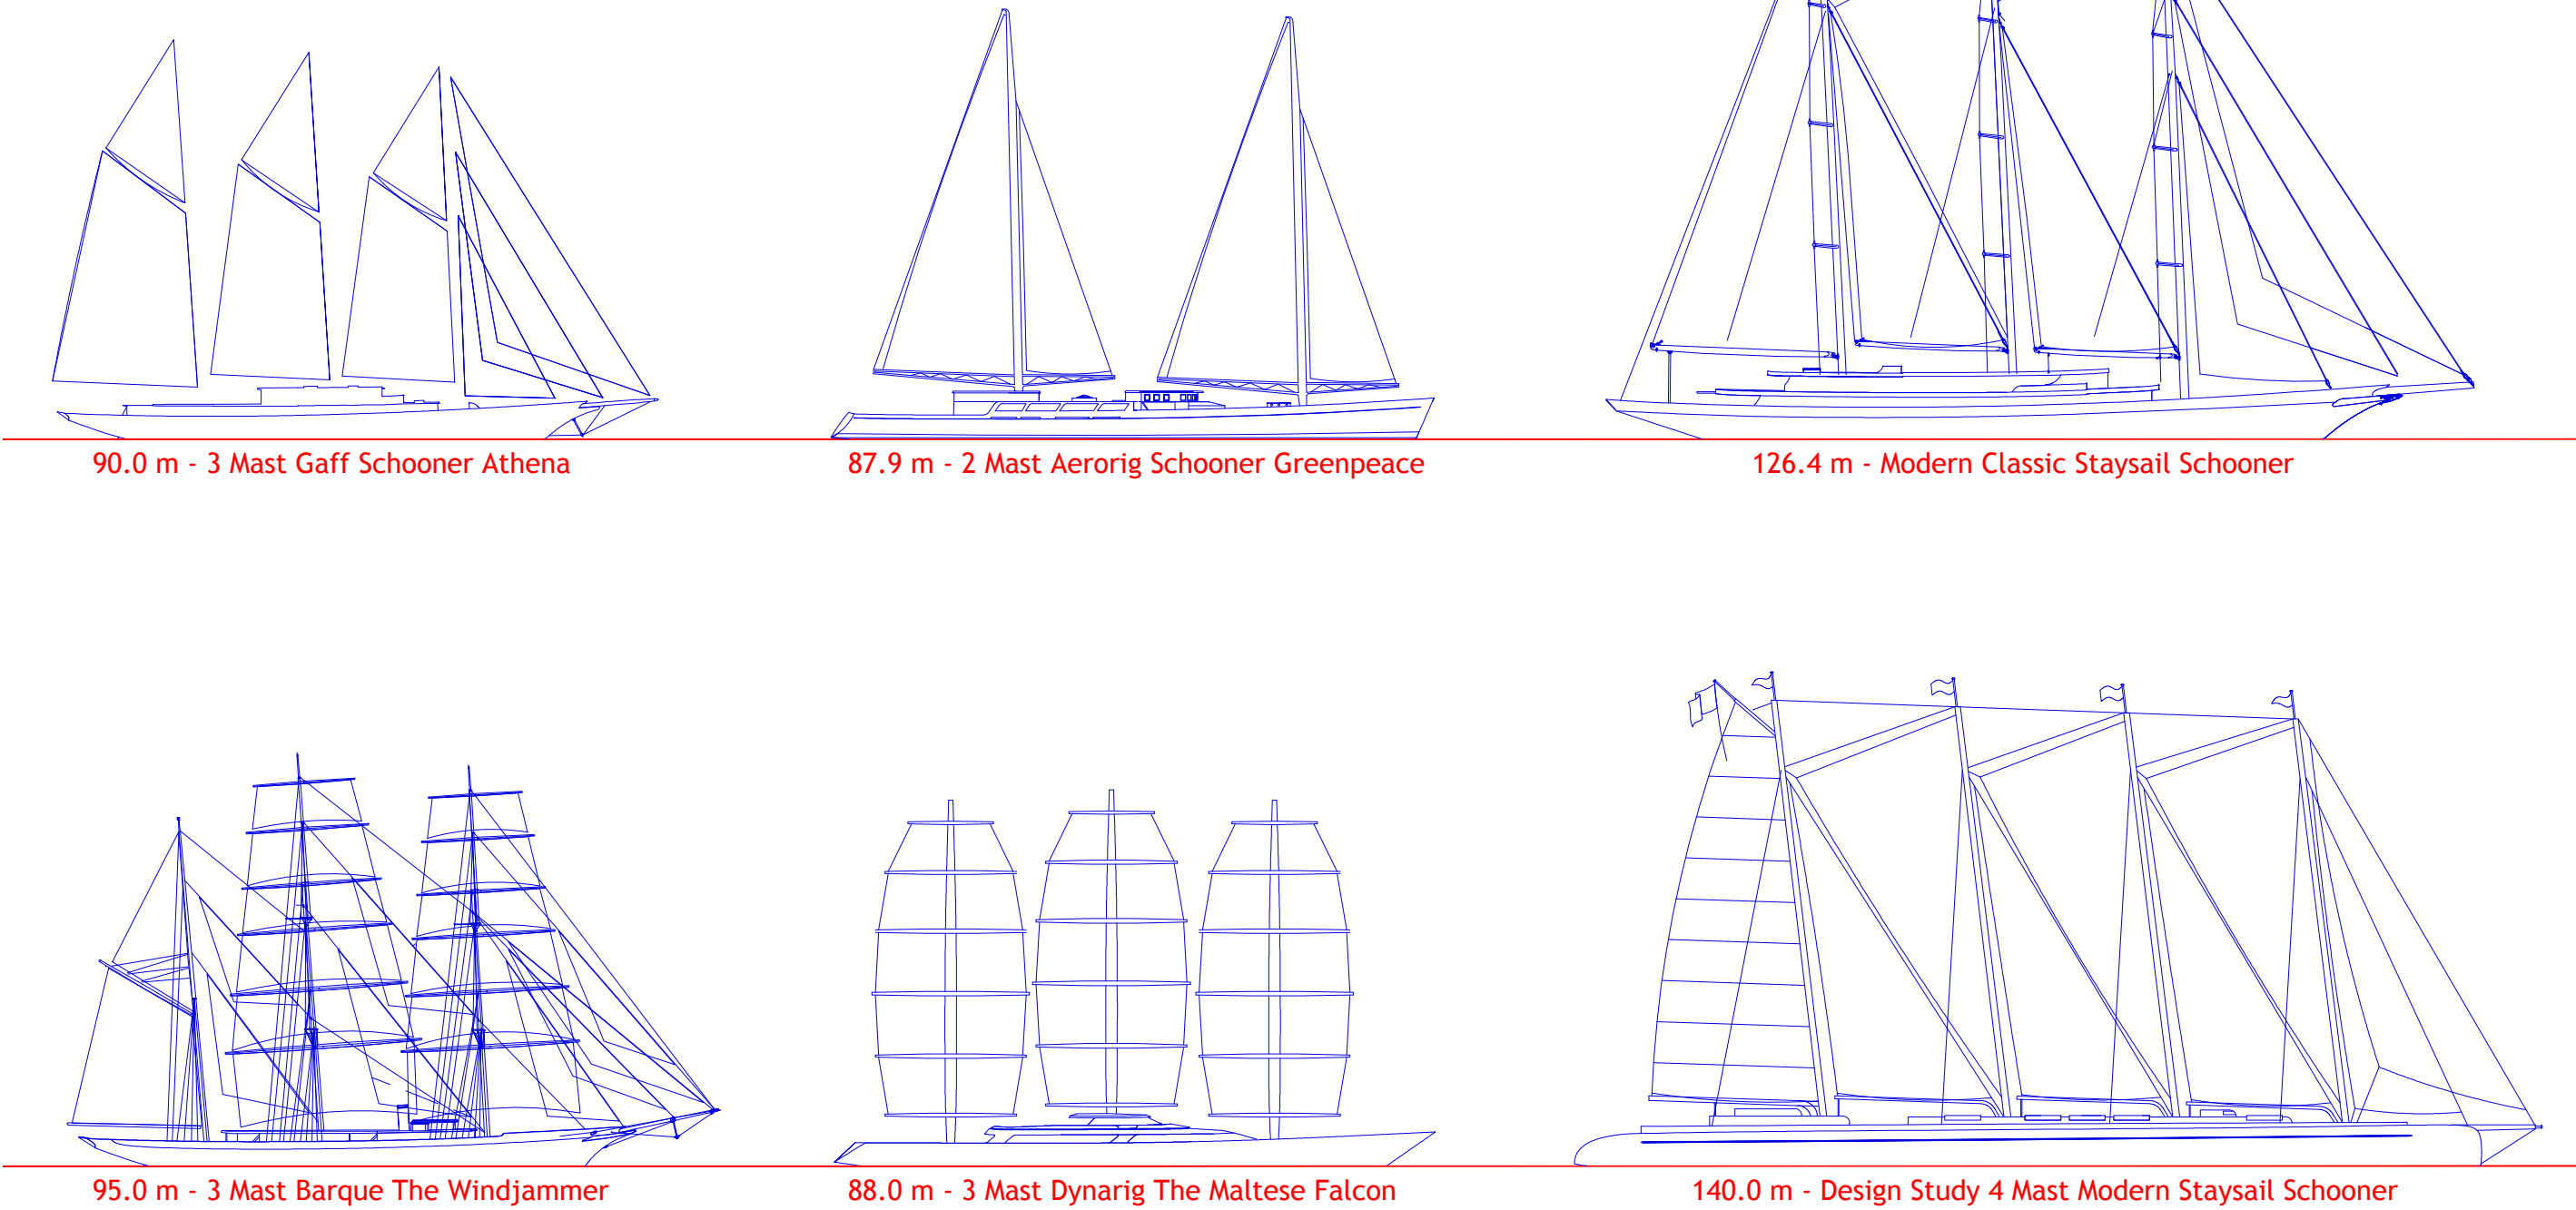 90.0 m - 3 Mast Gaff Schooner Athena
87.9 m - 2 Mast Aerorig Schooner Greenpeace
126.4 m - Modern Classic Staysail Schooner
95.0 m - 3 Mast Barque The Windjammer
88.0 m - 3 Mast Dynarig The Maltese Falcon
140.0 m - Design Study 4 Mast Modern Staysail Schooner